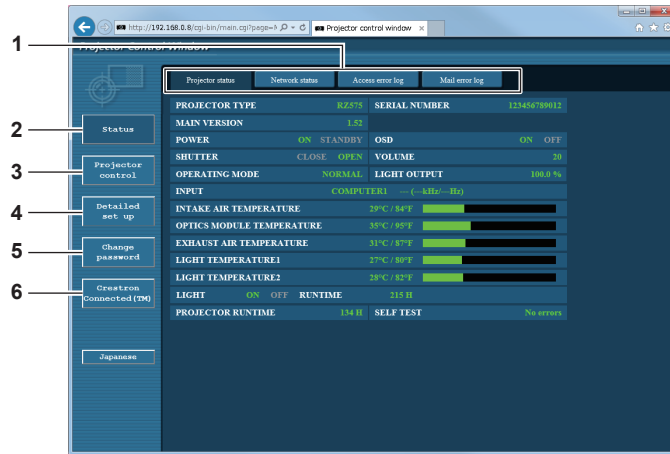 http://192.168.0.8/cgi-bin/main.cgi?page=
Projector control window
1
Projector status Network status Access error log Mail error log
PROJECTOR TYPE RZ575 SERIAL NUMBER 123456789012
MAIN VERSION 1.52
2 Status
POWER ON STANDBY OSD ON OFF
SHUTTER CLOSE OPEN VOLUME 20
3 Projector control
OPERATING MODE NORMAL LIGHT OUTPUT 100.0 %
INPUT COMPUTER1 --- (---kHz/---Hz)
4 Detailed set up
INTAKE AIR TEMPERATURE 29°C / 84°F
OPTICS MODULE TEMPERATURE 35°C / 95°F
5 Change password
EXHAUST AIR TEMPERATURE 31°C / 87°F
LIGHT TEMPERATURE1 27°C / 80°F
LIGHT TEMPERATURE2 28°C / 82°F
6 Crestron Connected(TM)
LIGHT ON OFF RUNTIME 215 H
PROJECTOR RUNTIME 134 H SELF TEST No errors
Japanese